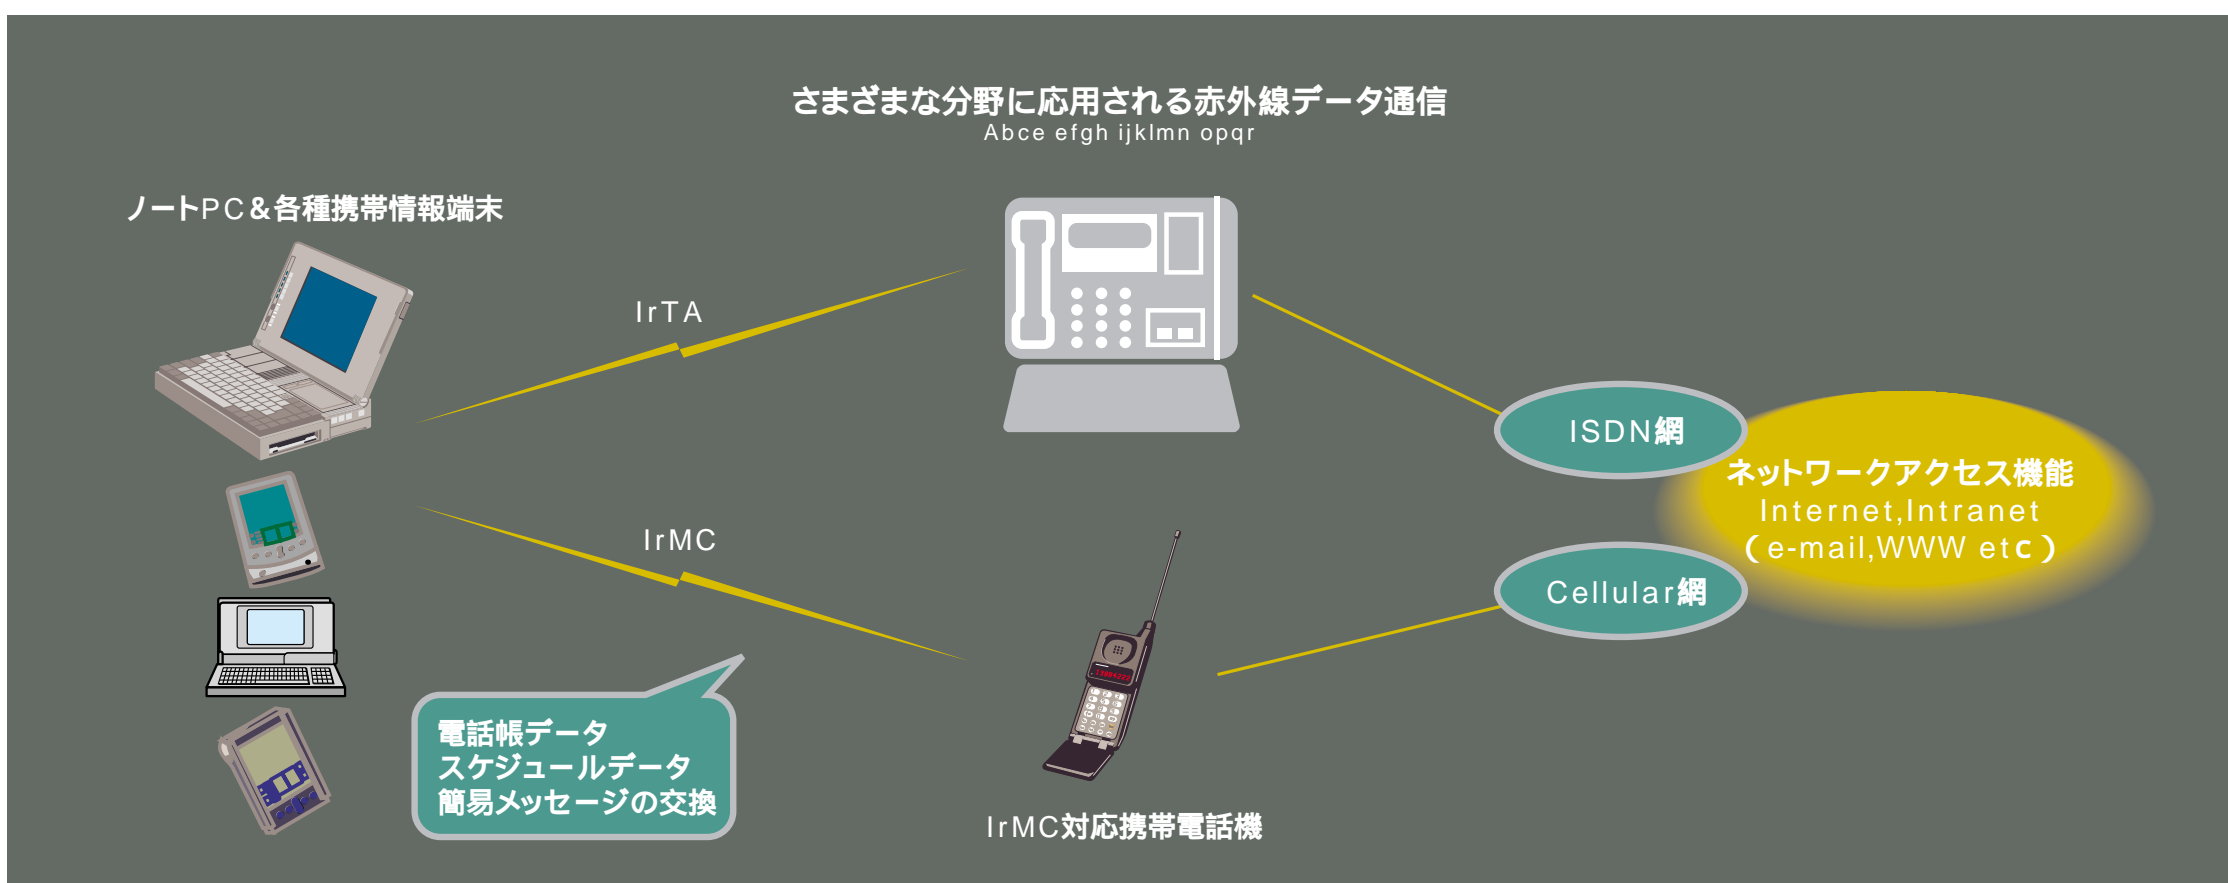 さまざまな分野に応用される赤外線データ通信
Abce efgh ijklmn opqr
ノートPC&各種携帯情報端末
IrTA
IrMC
ISDN網
Cellular網
ネットワークアクセス機能
Internet,Intranet
(e-mail,WWW etc)
電話帳データ
スケジュールデータ
簡易メッセージの交換
IrMC対応携帯電話機